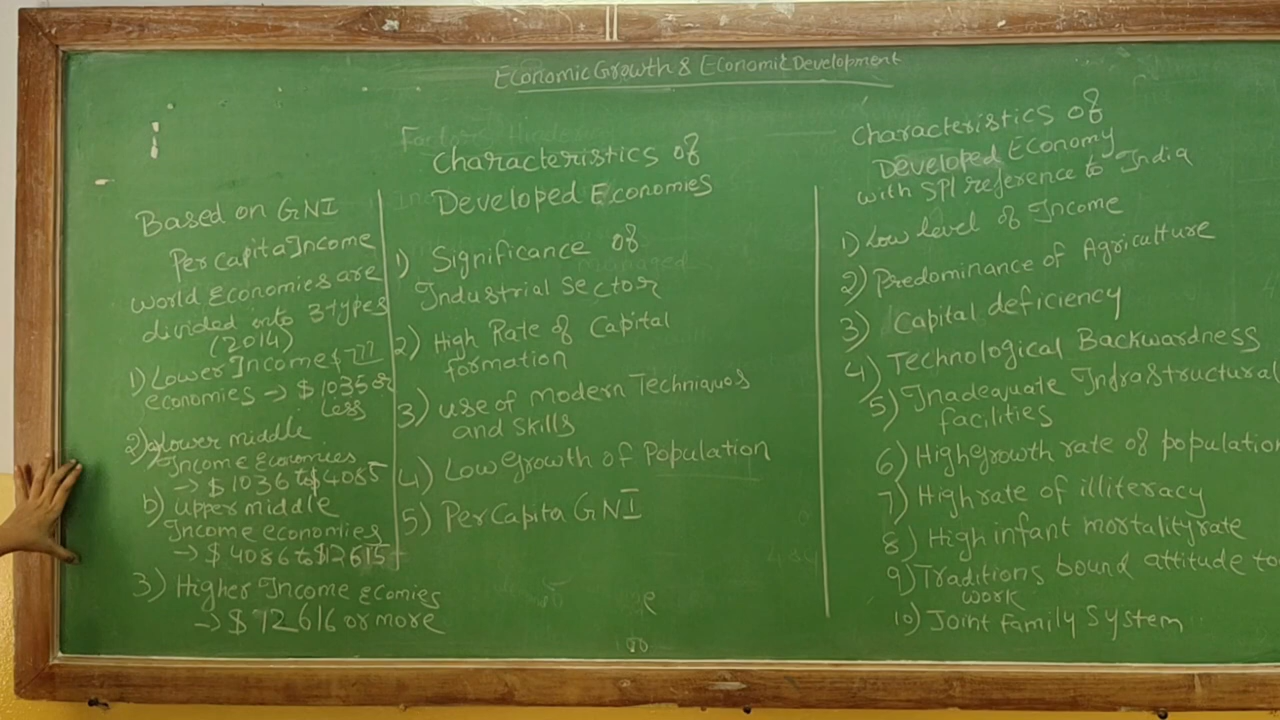 Economic Growth & Economic Development
Based on GNI
Per capita Income
world Economies are
divided into 3 types
(2014)
1) Lower Income &
economies → $1035 or
less
2) a) lower middle
Income Economies
→ $1036 to $4085
b) upper middle
Income economies
→ $4086 to $12615
3) Higher Income ecomies
→ $12616 or more
Characteristics of
Developed Economies
1) Significance of
Industrial Sector
2) High Rate of Capital
formation
3) use of modern Techniques
and skills
4) Low Growth of Population
5) Per Capita GNI
Characteristics of
Developed Economy
with SPl reference to India
1) Low level of Income
2) Predominance of Agriculture
3) Capital deficiency
4) Technological Backwardness
5) Inadequate Infrastructural
facilities
6) High growth rate of population
7) High rate of illiteracy
8) High infant mortality rate
9) Traditions bound attitude to
work
10) Joint family System